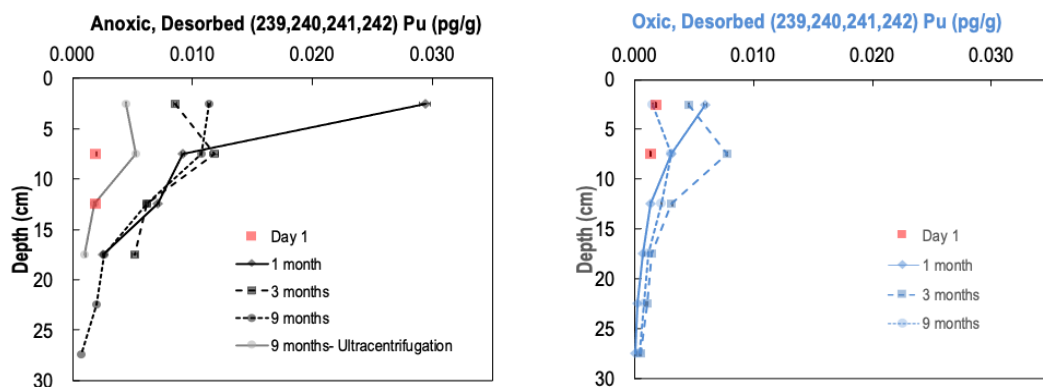 Anoxic, Desorbed (239,240,241,242) Pu (pg/g)
0.000 0.010 0.020 0.030
0
5
10
15
20
25
30
Depth (cm)
Day 1
1 month
3 months
9 months
9 months- Ultracentrifugation
Oxic, Desorbed (239,240,241,242) Pu (pg/g)
0.000 0.010 0.020 0.030
0
5
10
15
20
25
30
Depth (cm)
Day 1
1 month
3 months
9 months